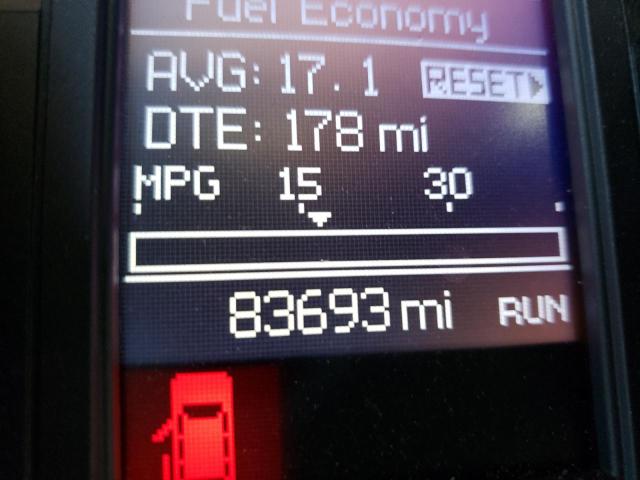 Fuel Economy
AVG: 17.1 RESET
DTE: 178 mi
MPG 15 30
83693 mi RUN